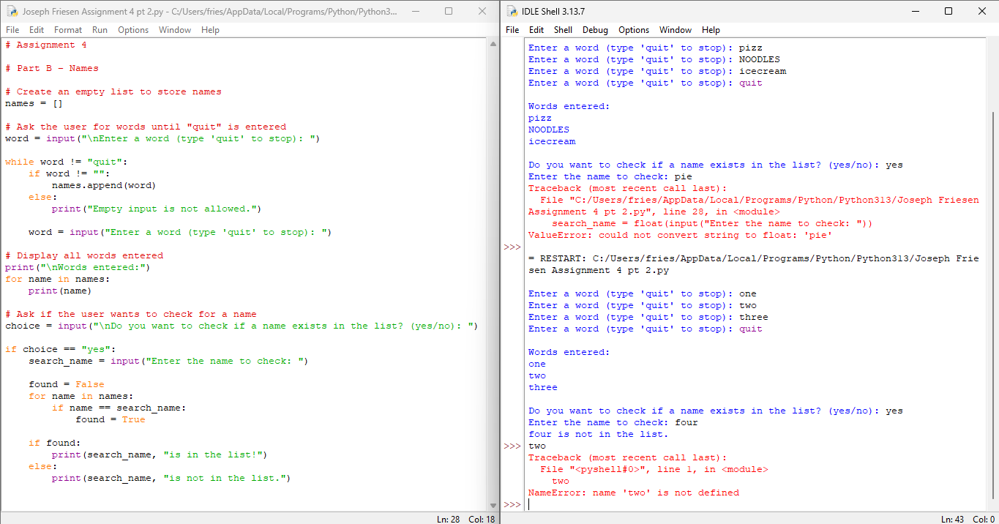 Joseph Friesen Assignment 4 pt 2.py - C:/Users/fries/AppData/Local/Programs/Python/Python3...
File Edit Format Run Options Window Help
# Assignment 4
# Part B - Names
# Create an empty list to store names
names = []
# Ask the user for words until "quit" is entered
word = input("\nEnter a word (type 'quit' to stop): ")
while word != "quit":
    if word != "":
        names.append(word)
    else:
        print("Empty input is not allowed.")
    word = input("Enter a word (type 'quit' to stop): ")
# Display all words entered
print("\nWords entered:")
for name in names:
    print(name)
# Ask if the user wants to check for a name
choice = input("\nDo you want to check if a name exists in the list? (yes/no): ")
if choice == "yes":
    search_name = input("Enter the name to check: ")
    found = False
    for name in names:
        if name == search_name:
            found = True
    if found:
        print(search_name, "is in the list!")
    else:
        print(search_name, "is not in the list.")
Ln: 28 Col: 18
IDLE Shell 3.13.7
File Edit Shell Debug Options Window Help
Enter a word (type 'quit' to stop): pizz
Enter a word (type 'quit' to stop): NOODLES
Enter a word (type 'quit' to stop): icecream
Enter a word (type 'quit' to stop): quit
Words entered:
pizz
NOODLES
icecream
Do you want to check if a name exists in the list? (yes/no): yes
Enter the name to check: pie
Traceback (most recent call last):
  File "C:/Users/fries/AppData/Local/Programs/Python/Python313/Joseph Friesen
Assignment 4 pt 2.py", line 28, in <module>
    search_name = float(input("Enter the name to check: "))
ValueError: could not convert string to float: 'pie'
>>>
= RESTART: C:/Users/fries/AppData/Local/Programs/Python/Python313/Joseph Frie
sen Assignment 4 pt 2.py
Enter a word (type 'quit' to stop): one
Enter a word (type 'quit' to stop): two
Enter a word (type 'quit' to stop): three
Enter a word (type 'quit' to stop): quit
Words entered:
one
two
three
Do you want to check if a name exists in the list? (yes/no): yes
Enter the name to check: four
four is not in the list.
>>> two
Traceback (most recent call last):
  File "<pyshell#0>", line 1, in <module>
    two
NameError: name 'two' is not defined
>>>
Ln: 43 Col: 0